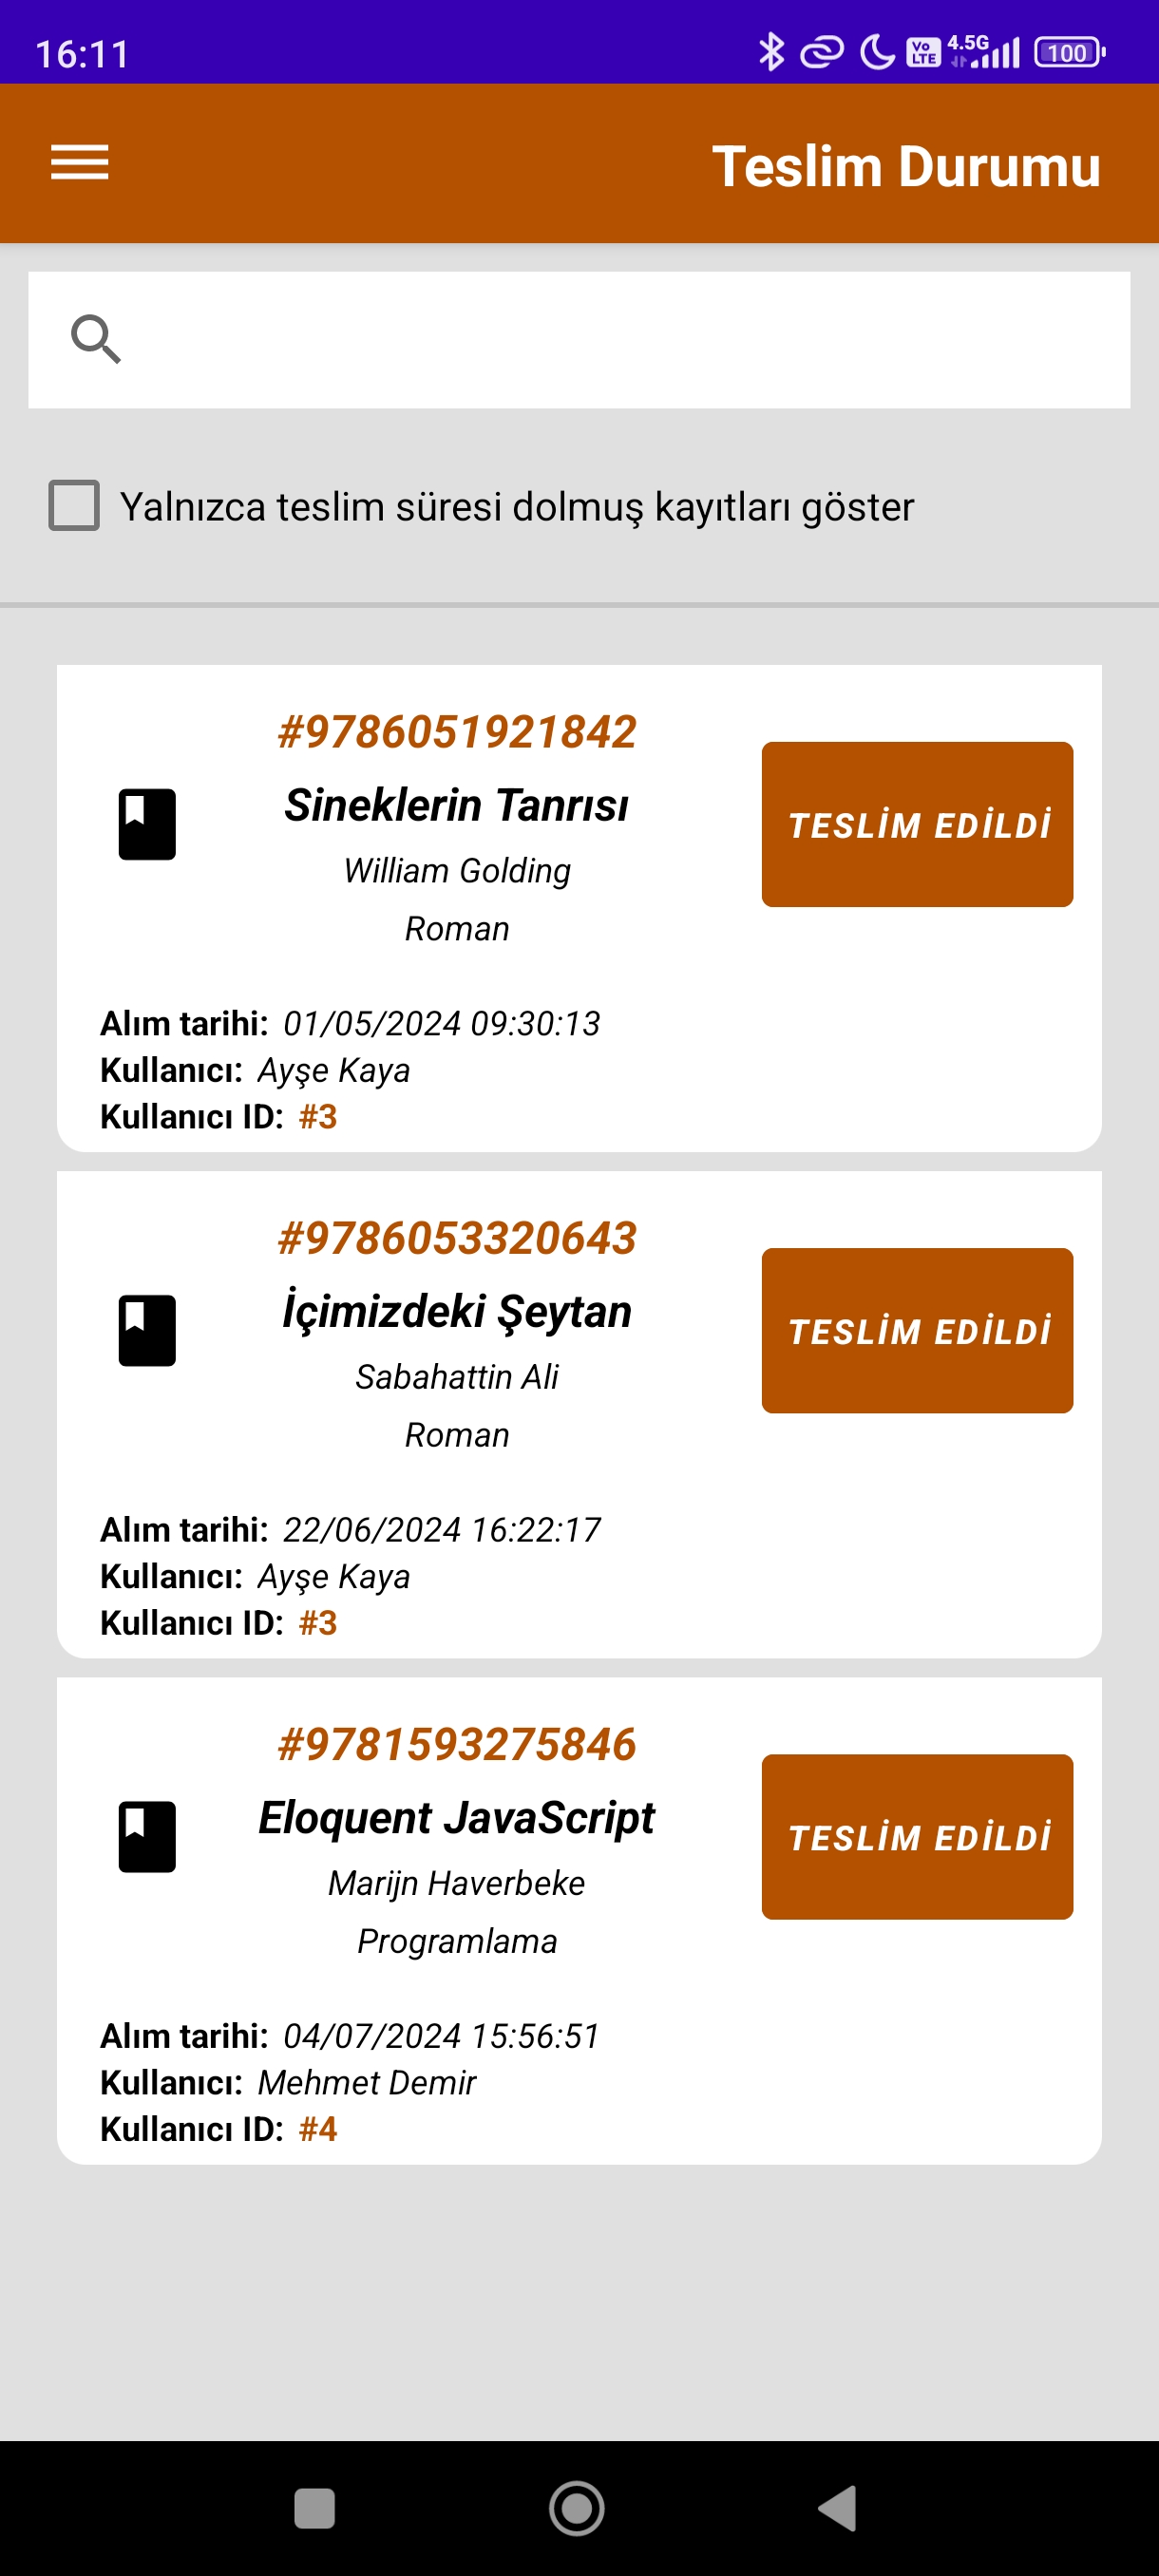 16:11
Vo LTE 4.5G 100
Teslim Durumu
Yalnızca teslim süresi dolmuş kayıtları göster
#9786051921842
Sineklerin Tanrısı
William Golding
Roman
TESLİM EDİLDİ
Alım tarihi: 01/05/2024 09:30:13
Kullanıcı: Ayşe Kaya
Kullanıcı ID: #3
#9786053320643
İçimizdeki Şeytan
Sabahattin Ali
Roman
TESLİM EDİLDİ
Alım tarihi: 22/06/2024 16:22:17
Kullanıcı: Ayşe Kaya
Kullanıcı ID: #3
#9781593275846
Eloquent JavaScript
Marijn Haverbeke
Programlama
TESLİM EDİLDİ
Alım tarihi: 04/07/2024 15:56:51
Kullanıcı: Mehmet Demir
Kullanıcı ID: #4